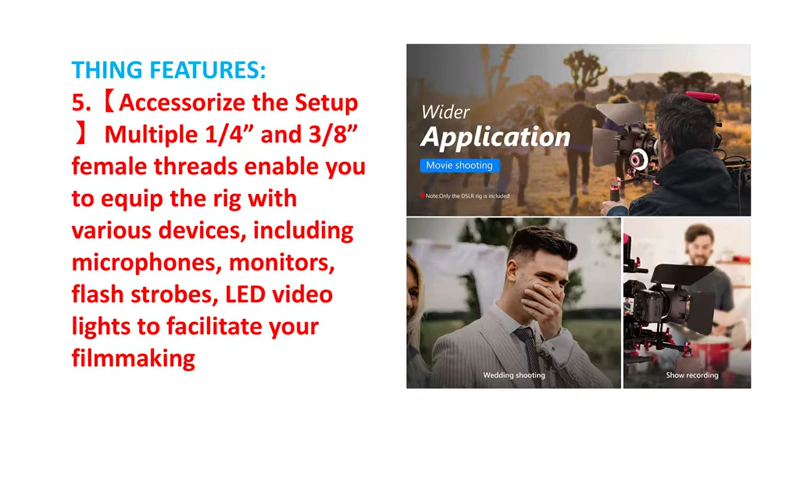 THING FEATURES:
5.【Accessorize the Setup
】 Multiple 1/4” and 3/8”
female threads enable you
to equip the rig with
various devices, including
microphones, monitors,
flash strobes, LED video
lights to facilitate your
filmmaking
Wider
Application
Movie shooting
Note:Only the DSLR rig is included
Wedding shooting
Show recording